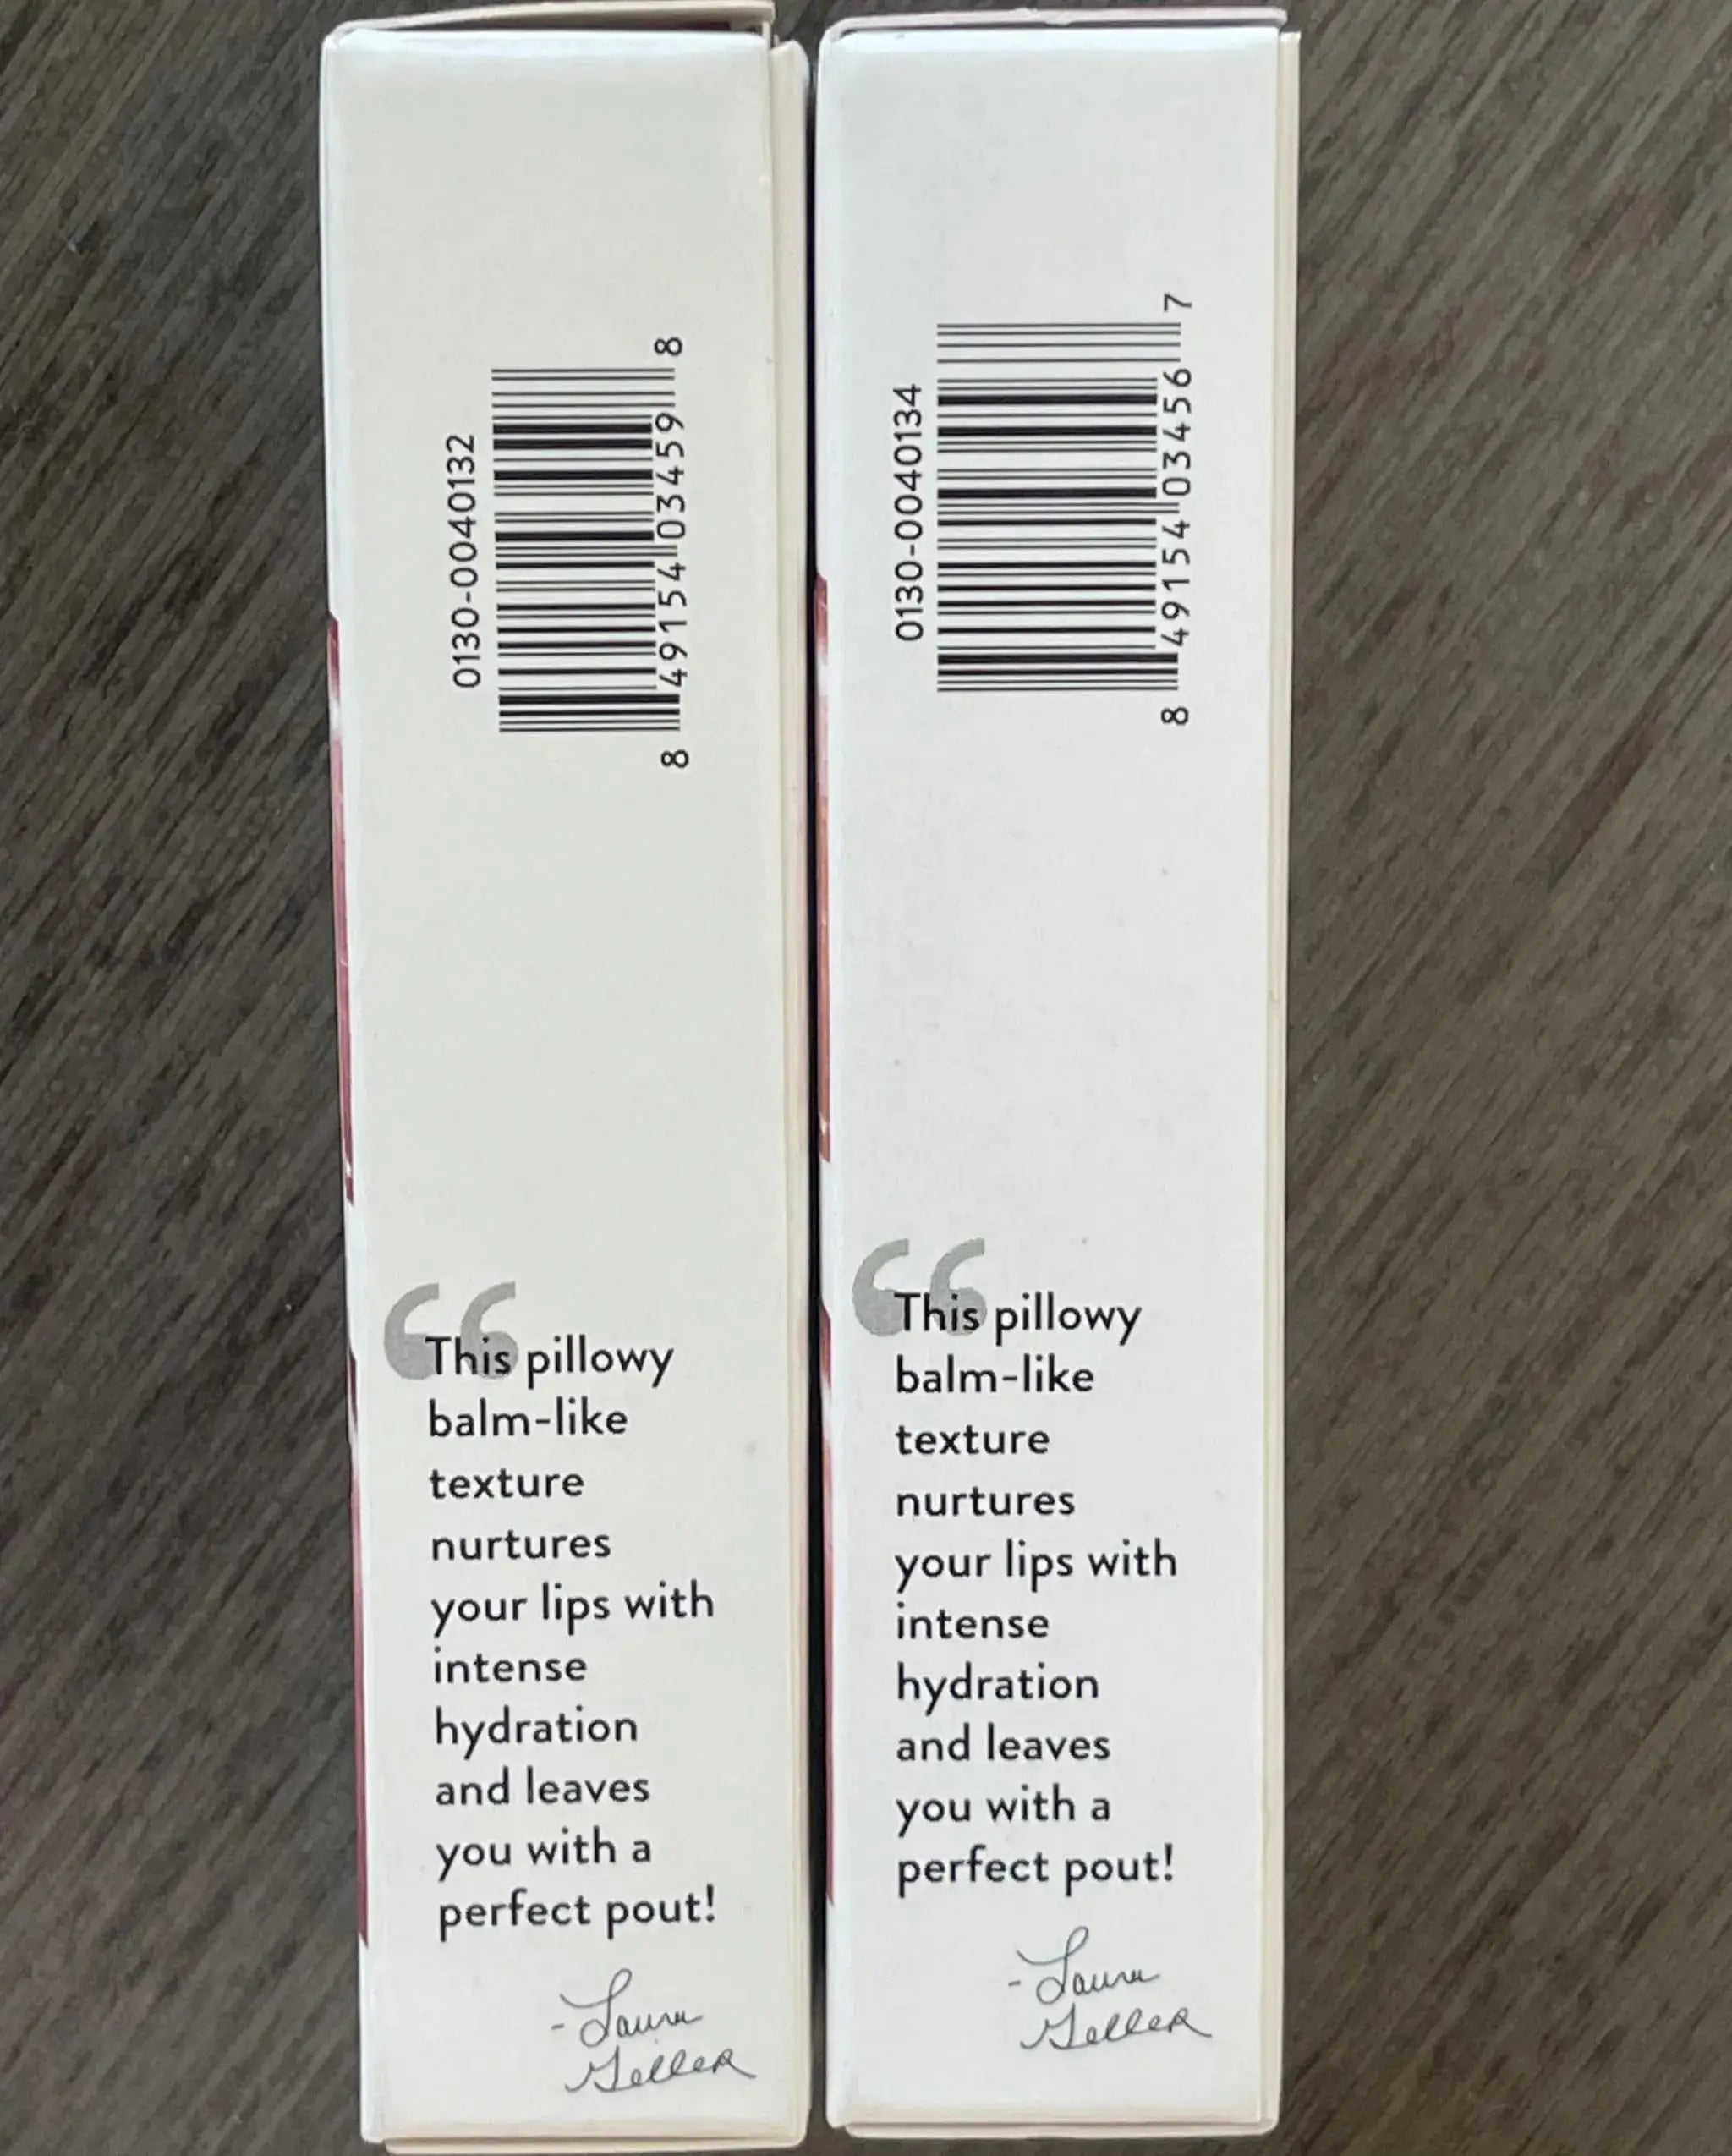 0130-0040132
8 49154 03459 8
“
This pillowy
balm-like
texture
nurtures
your lips with
intense
hydration
and leaves
you with a
perfect pout!
- Laura
Geller
0130-0040134
8 49154 03456 7
“
This pillowy
balm-like
texture
nurtures
your lips with
intense
hydration
and leaves
you with a
perfect pout!
- Laura
Geller